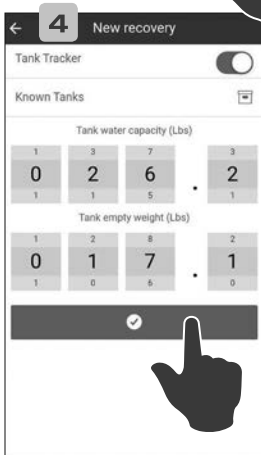 4 New recovery
Tank Tracker
Known Tanks
Tank water capacity (Lbs)
1 3 7 3
0 2 6 . 2
1 1 5 1
Tank empty weight (Lbs)
1 2 8 2
0 1 7 . 1
1 0 6 0